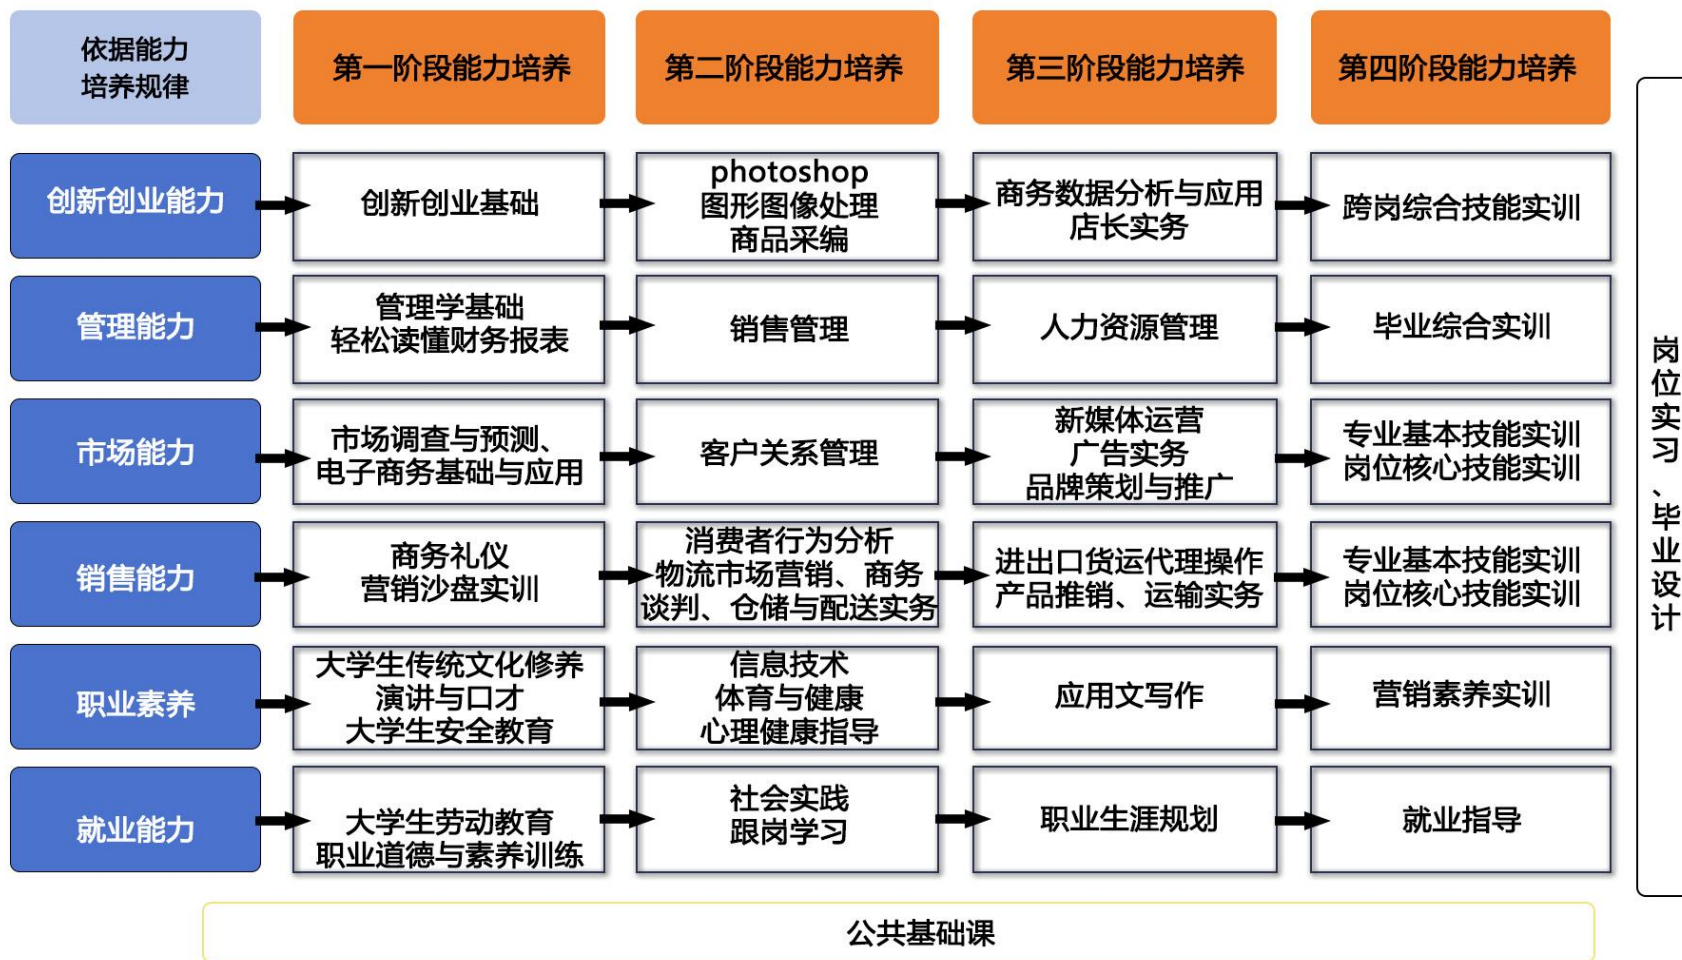 依据能力
培养规律
第一阶段能力培养
第二阶段能力培养
第三阶段能力培养
第四阶段能力培养
创新创业能力
创新创业基础
photoshop
图形图像处理
商品采编
商务数据分析与应用
店长实务
跨岗综合技能实训
管理能力
管理学基础
轻松读懂财务报表
销售管理
人力资源管理
毕业综合实训
市场能力
市场调查与预测、
电子商务基础与应用
客户关系管理
新媒体运营
广告实务
品牌策划与推广
专业基本技能实训
岗位核心技能实训
销售能力
商务礼仪
营销沙盘实训
消费者行为分析
物流市场营销、商务
谈判、仓储与配送实务
进出口货运代理操作
产品推销、运输实务
专业基本技能实训
岗位核心技能实训
职业素养
大学生传统文化修养
演讲与口才
大学生安全教育
信息技术
体育与健康
心理健康指导
应用文写作
营销素养实训
就业能力
大学生劳动教育
职业道德与素养训练
社会实践
跟岗学习
职业生涯规划
就业指导
岗位实习、毕业设计
公共基础课